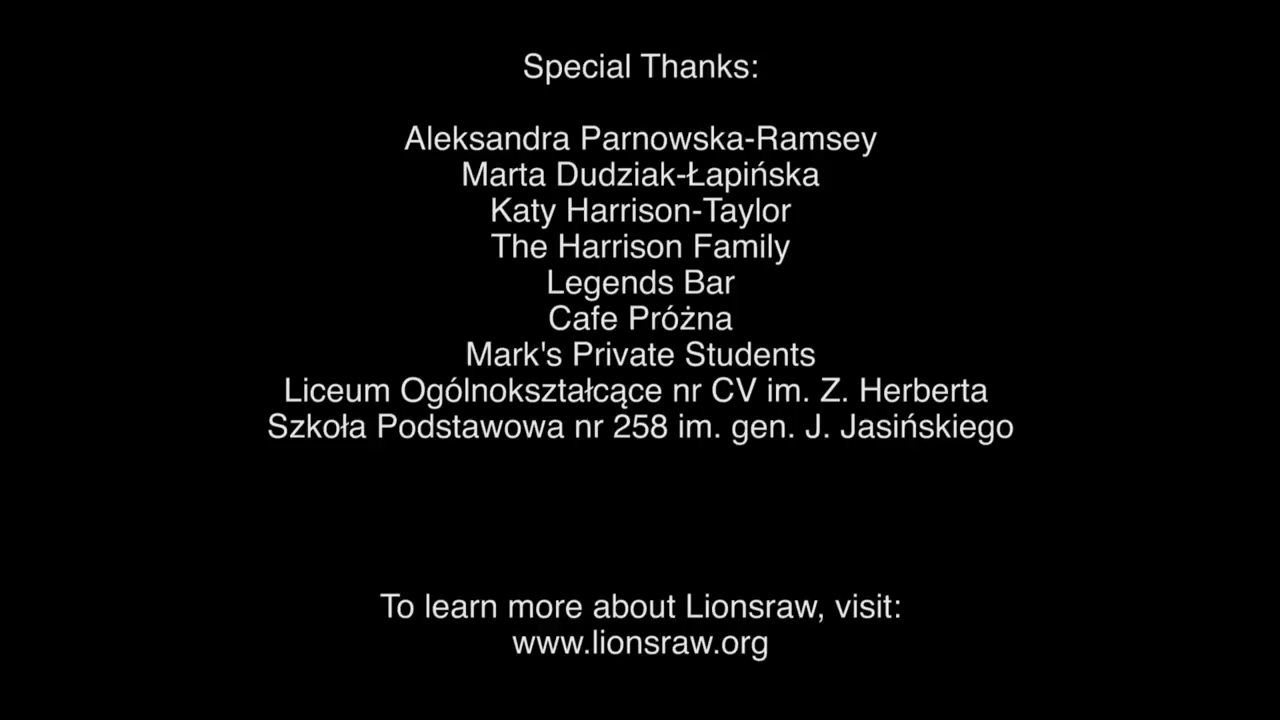 Special Thanks:
Aleksandra Parnowska-Ramsey
Marta Dudziak-Łapińska
Katy Harrison-Taylor
The Harrison Family
Legends Bar
Cafe Próżna
Mark's Private Students
Liceum Ogólnokształcące nr CV im. Z. Herberta
Szkoła Podstawowa nr 258 im. gen. J. Jasińskiego
To learn more about Lionsraw, visit:
www.lionsraw.org